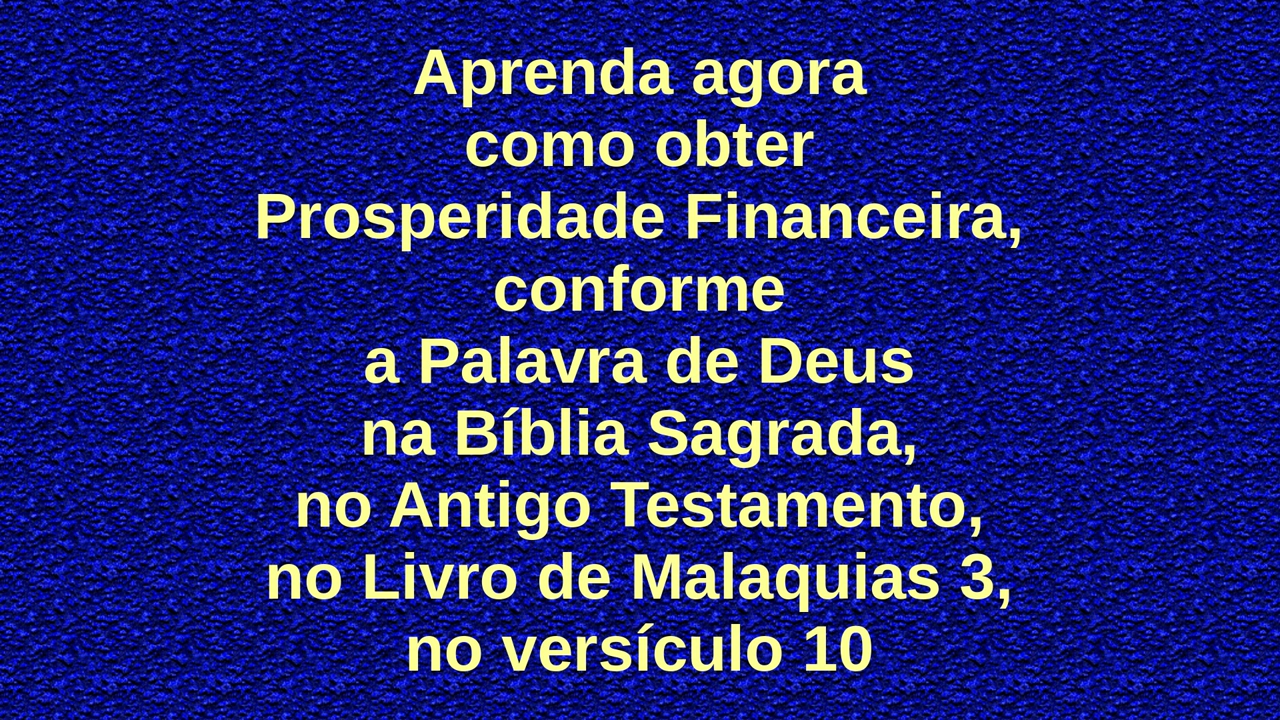 Aprenda agora
como obter
Prosperidade Financeira,
conforme
a Palavra de Deus
na Bíblia Sagrada,
no Antigo Testamento,
no Livro de Malaquias 3,
no versículo 10